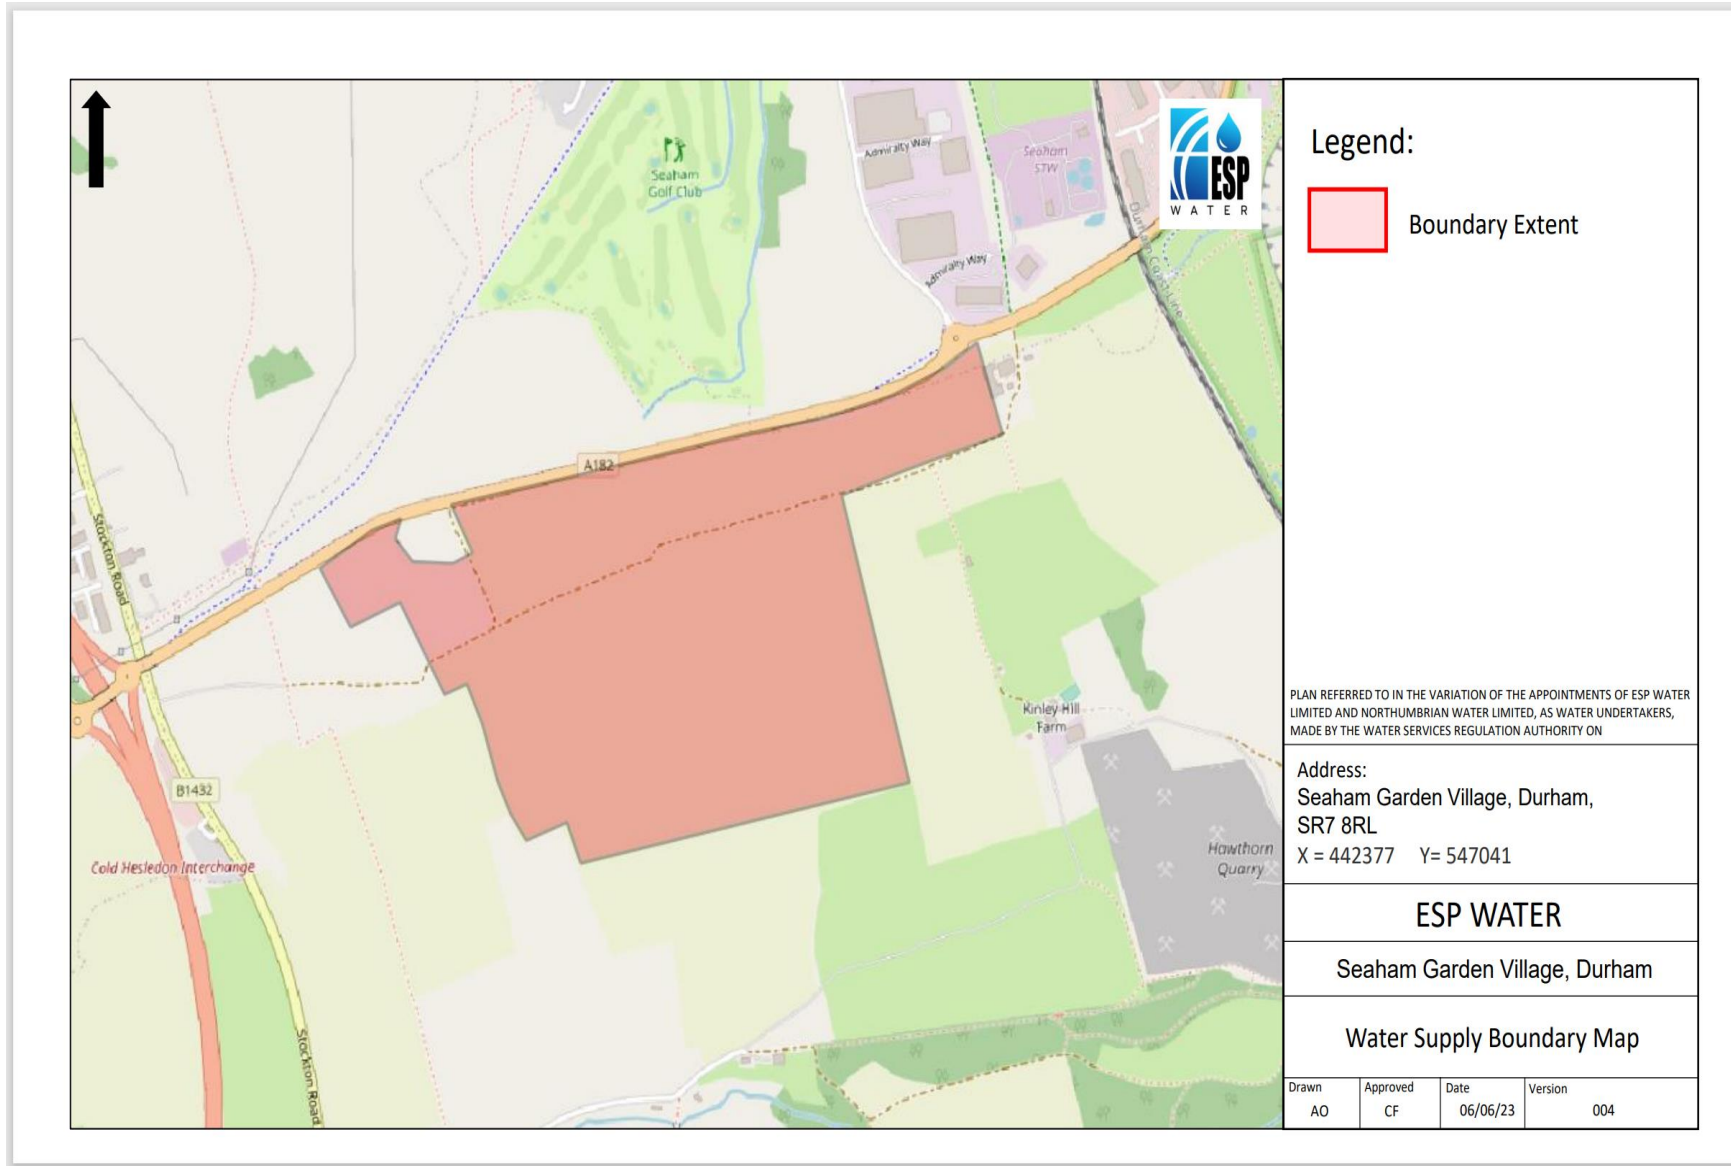 Admiralty Way
Seaham
STW
Seaham
Golf Club
ESP
WATER
Durham Coast Line
Admiralty Way
A182
Stockton Road
Kinley Hill
Farm
B1432
Cold Hesledon Interchange
Hawthorn
Quarry
Stockton Road
Legend:
Boundary Extent
PLAN REFERRED TO IN THE VARIATION OF THE APPOINTMENTS OF ESP WATER
LIMITED AND NORTHUMBRIAN WATER LIMITED, AS WATER UNDERTAKERS,
MADE BY THE WATER SERVICES REGULATION AUTHORITY ON
Address:
Seaham Garden Village, Durham,
SR7 8RL
X = 442377 Y= 547041
ESP WATER
Seaham Garden Village, Durham
Water Supply Boundary Map
Drawn Approved Date Version
AO CF 06/06/23 004